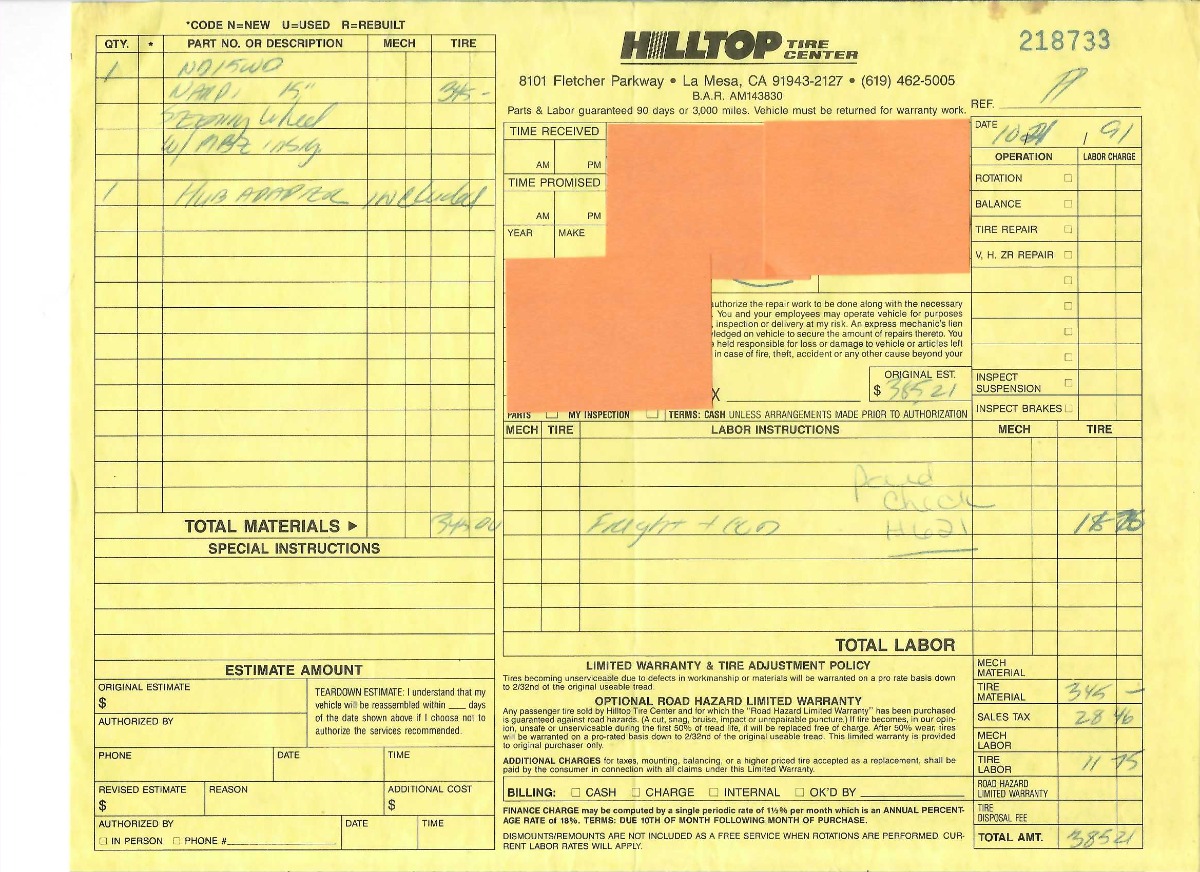 *CODE N=NEW U=USED R=REBUILT
QTY. * PART NO. OR DESCRIPTION MECH TIRE
1 ND15WD
NARDI 15" 345-
Steering Wheel
w/ MBZ insig.
1 HUB ADAPTER included
TOTAL MATERIALS ▶ 345 00
SPECIAL INSTRUCTIONS
ESTIMATE AMOUNT
ORIGINAL ESTIMATE
$
AUTHORIZED BY
TEARDOWN ESTIMATE: I understand that my
vehicle will be reassembled within ___ days
of the date shown above if I choose not to
authorize the services recommended.
PHONE DATE TIME
REVISED ESTIMATE REASON ADDITIONAL COST
$ $
AUTHORIZED BY DATE TIME
☐ IN PERSON ☐ PHONE #
HILLTOP TIRE CENTER
218733
8101 Fletcher Parkway • La Mesa, CA 91943-2127 • (619) 462-5005
B.A.R. AM143830
Parts & Labor guaranteed 90 days or 3,000 miles. Vehicle must be returned for warranty work.
REF.
TIME RECEIVED
AM PM
TIME PROMISED
AM PM
YEAR MAKE
DATE 10 , 91
OPERATION LABOR CHARGE
ROTATION ☐
BALANCE ☐
TIRE REPAIR ☐
V, H, ZR REPAIR ☐
INSPECT SUSPENSION ☐
INSPECT BRAKES ☐
authorize the repair work to be done along with the necessary
. You and your employees may operate vehicle for purposes
, inspection or delivery at my risk. An express mechanic's lien
ledged on vehicle to secure the amount of repairs thereto. You
held responsible for loss or damage to vehicle or articles left
in case of fire, theft, accident or any other cause beyond your
X
ORIGINAL EST.
$ 385 21
PARTS ☐ MY INSPECTION ☐ TERMS: CASH UNLESS ARRANGEMENTS MADE PRIOR TO AUTHORIZATION
MECH TIRE LABOR INSTRUCTIONS MECH TIRE
Paid
Check
#621
Freight +
TOTAL LABOR
LIMITED WARRANTY & TIRE ADJUSTMENT POLICY
Tires becoming unserviceable due to defects in workmanship or materials will be warranted on a pro rate basis down
to 2/32nd of the original useable tread.
OPTIONAL ROAD HAZARD LIMITED WARRANTY
Any passenger tire sold by Hilltop Tire Center and for which the "Road Hazard Limited Warranty" has been purchased
is guaranteed against road hazards. (A cut, snag, bruise, impact or unrepairable puncture.) If tire becomes, in our opin-
ion, unsafe or unserviceable during the first 50% of tread life, it will be replaced free of charge. After 50% wear, tires
will be warranted on a pro-rated basis down to 2/32nd of the original useable tread. This limited warranty is provided
to original purchaser only.
ADDITIONAL CHARGES for taxes, mounting, balancing, or a higher priced tire accepted as a replacement, shall be
paid by the consumer in connection with all claims under this Limited Warranty.
BILLING: ☐ CASH ☐ CHARGE ☐ INTERNAL ☐ OK'D BY
FINANCE CHARGE may be computed by a single periodic rate of 1½% per month which is an ANNUAL PERCENT-
AGE RATE of 18%. TERMS: DUE 10TH OF MONTH FOLLOWING MONTH OF PURCHASE.
DISMOUNTS/REMOUNTS ARE NOT INCLUDED AS A FREE SERVICE WHEN ROTATIONS ARE PERFORMED. CUR-
RENT LABOR RATES WILL APPLY.
MECH MATERIAL
TIRE MATERIAL 345 -
SALES TAX 28 46
MECH LABOR
TIRE LABOR 11 75
ROAD HAZARD LIMITED WARRANTY
TIRE DISPOSAL FEE
TOTAL AMT. 385 21